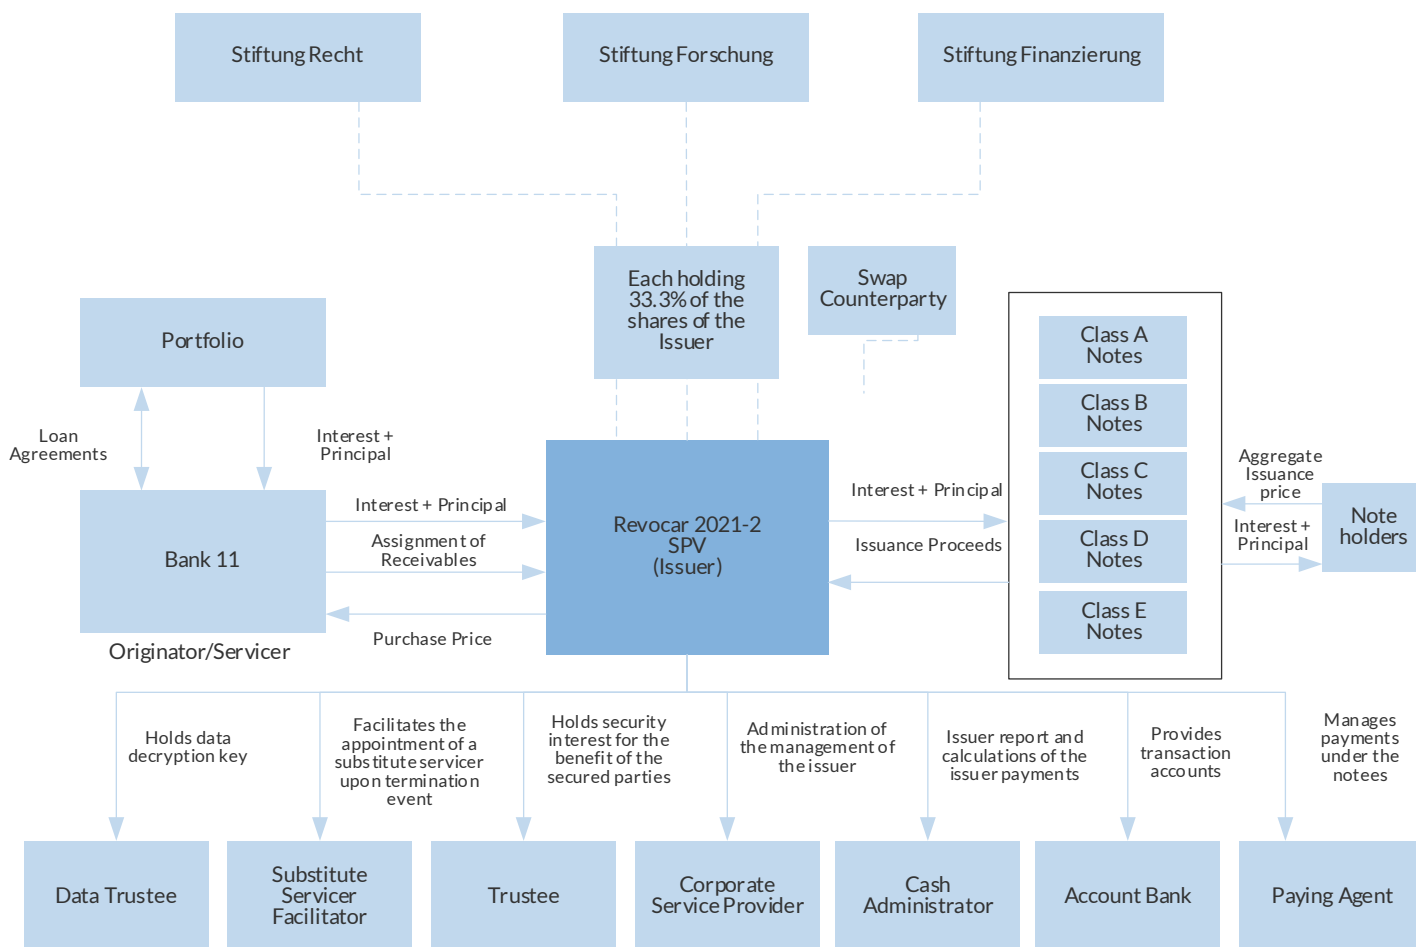 Stiftung Recht
Stiftung Forschung
Stiftung Finanzierung
Each holding
33.3% of the
shares of the
Issuer
Swap
Counterparty
Portfolio
Loan
Agreements
Interest +
Principal
Bank 11
Originator/Servicer
Interest + Principal
Assignment of
Receivables
Purchase Price
Revocar 2021-2
SPV
(Issuer)
Interest + Principal
Issuance Proceeds
Class A
Notes
Class B
Notes
Class C
Notes
Class D
Notes
Class E
Notes
Aggregate
Issuance
price
Interest +
Principal
Note
holders
Holds data
decryption key
Facilitates the
appointment of a
substitute servicer
upon termination
event
Holds security
interest for the
benefit of the
secured parties
Administration of
the management of
the issuer
Issuer report and
calculations of the
issuer payments
Provides
transaction
accounts
Manages
payments
under the
notees
Data Trustee
Substitute
Servicer
Facilitator
Trustee
Corporate
Service Provider
Cash
Administrator
Account Bank
Paying Agent